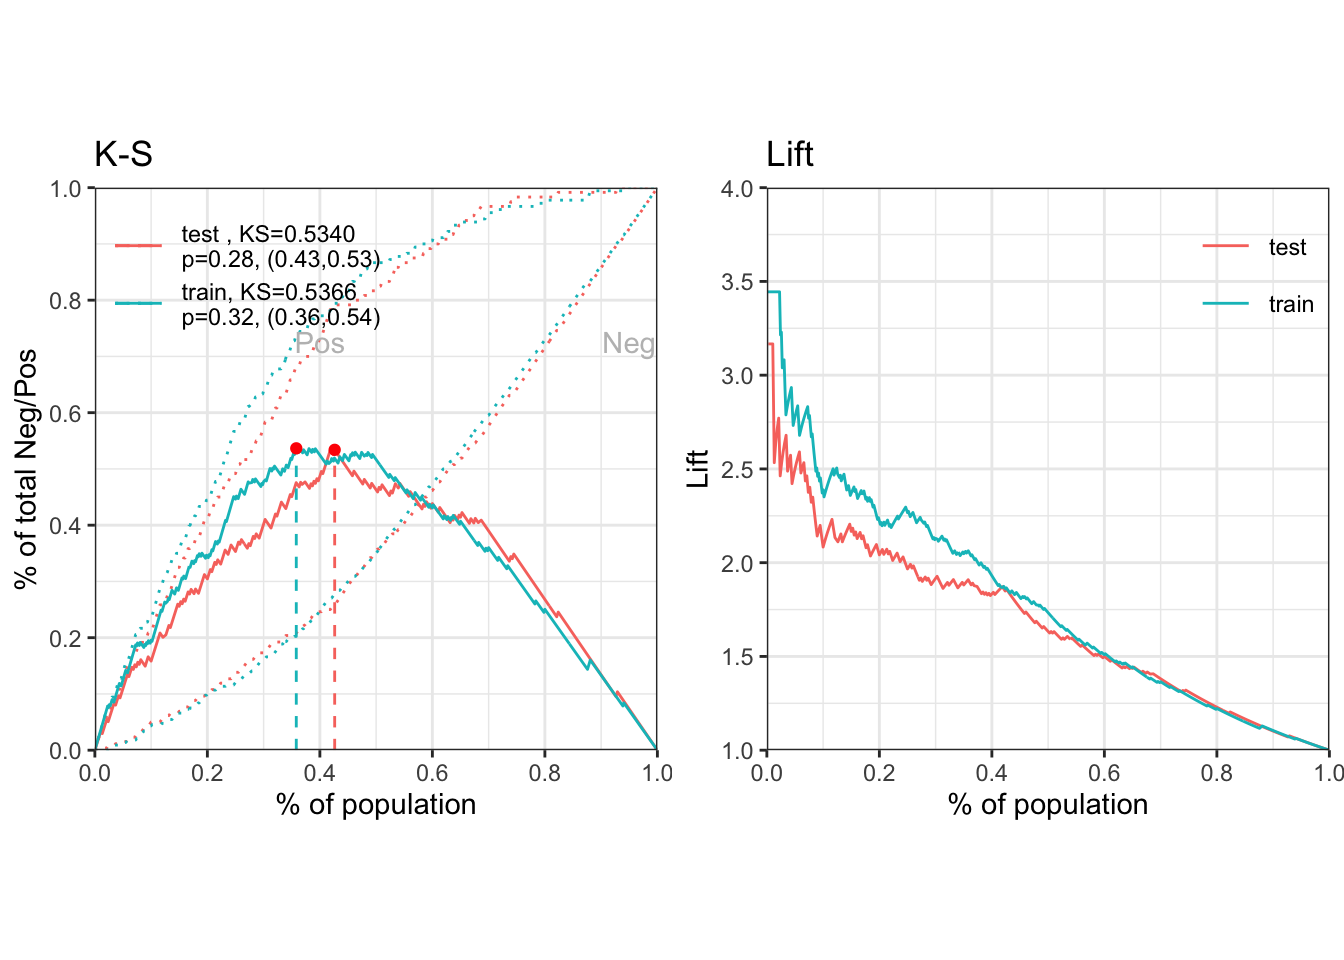 K-S
% of total Neg/Pos
1.0
0.8
0.6
0.4
0.2
0.0
test , KS=0.5340
p=0.28, (0.43,0.53)
train, KS=0.5366
p=0.32, (0.36,0.54)
Pos
Neg
0.0 0.2 0.4 0.6 0.8 1.0
% of population
Lift
Lift
4.0
3.5
3.0
2.5
2.0
1.5
1.0
test
train
0.0 0.2 0.4 0.6 0.8 1.0
% of population